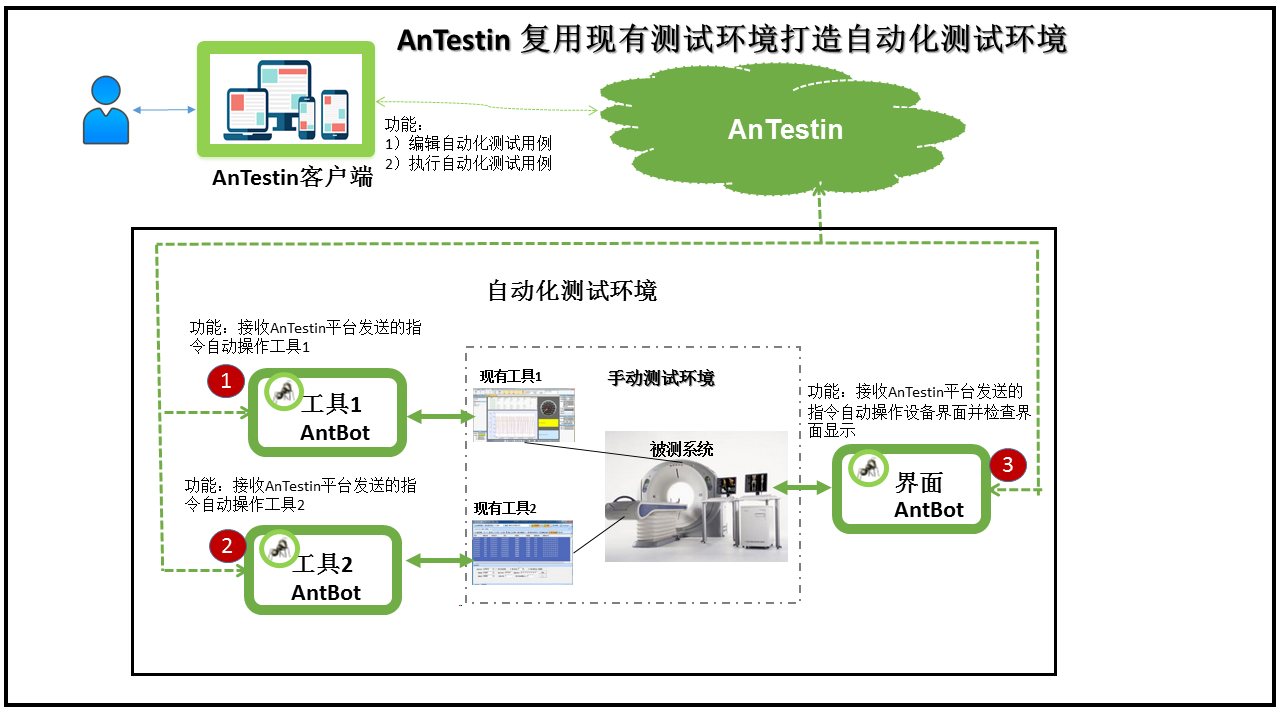 AnTestin 复用现有测试环境打造自动化测试环境
AnTestin
功能：
1）编辑自动化测试用例
2）执行自动化测试用例
AnTestin客户端
自动化测试环境
功能：接收AnTestin平台发送的指
令自动操作工具1
1
工具1
AntBot
现有工具1
手动测试环境
被测系统
功能：接收AnTestin平台发送的
指令自动操作设备界面并检查界
面显示
3
界面
AntBot
功能：接收AnTestin平台发送的指
令自动操作工具2
2
工具2
AntBot
现有工具2